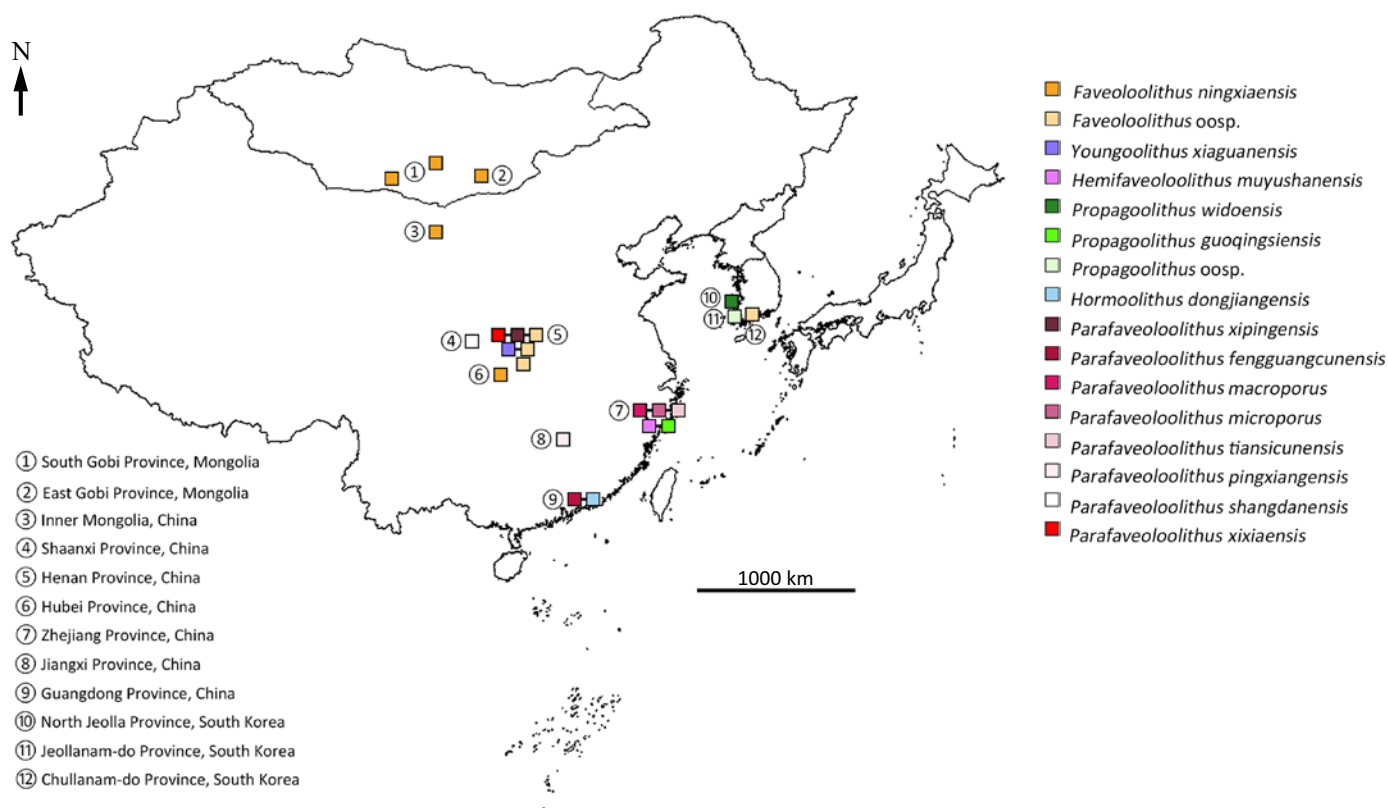 N
① 
② 
③
④
⑤
⑥
⑦
⑧
⑨
⑩
⑪
⑫
1000 km
Faveoloolithus ningxiaensis
Faveoloolithus oosp.
Youngoolithus xiaguanensis
Hemifaveoloolithus muyushanensis
Propagoolithus widoensis
Propagoolithus guoqingsiensis
Propagoolithus oosp.
Hormoolithus dongjiangensis
Parafaveoloolithus xipingensis
Parafaveoloolithus fengguangcunensis
Parafaveoloolithus macroporus
Parafaveoloolithus microporus
Parafaveoloolithus tiansicunensis
Parafaveoloolithus pingxiangensis
Parafaveoloolithus shangdanensis
Parafaveoloolithus xixiaensis
① South Gobi Province, Mongolia
② East Gobi Province, Mongolia
③ Inner Mongolia, China
④ Shaanxi Province, China
⑤ Henan Province, China
⑥ Hubei Province, China
⑦ Zhejiang Province, China
⑧ Jiangxi Province, China
⑨ Guangdong Province, China
⑩ North Jeolla Province, South Korea
⑪ Jeollanam-do Province, South Korea
⑫ Chullanam-do Province, South Korea